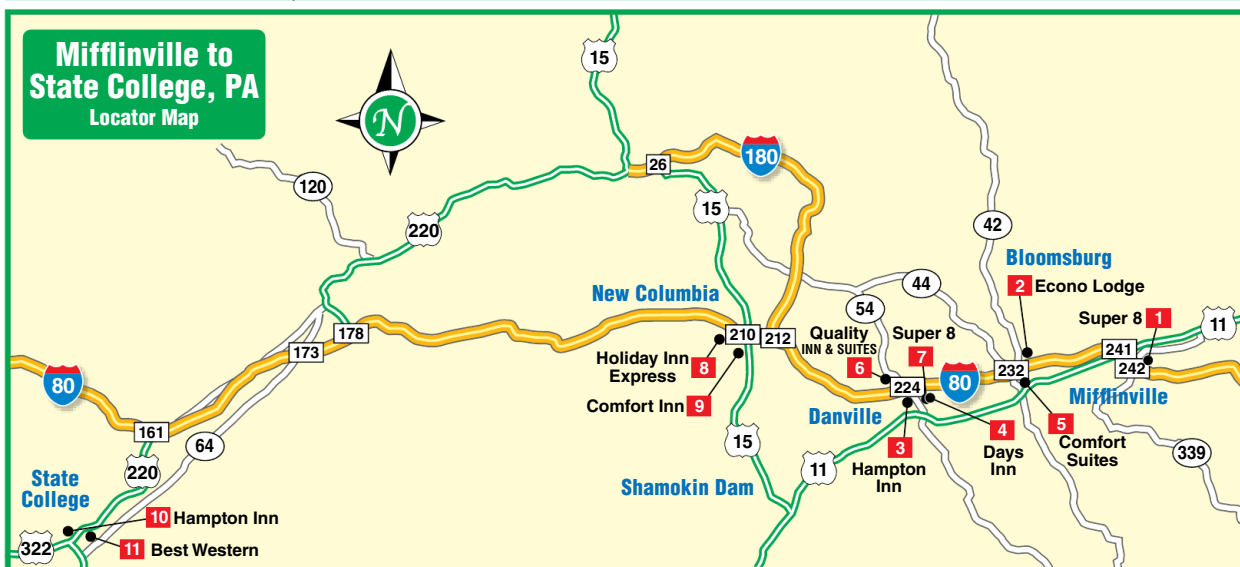 Mifflinville to
State College, PA
Locator Map
N
15
180
26
120
15
220
42
Bloomsburg
2 Econo Lodge
44
New Columbia
54
Super 8 1
11
Quality
INN & SUITES
6
Super 8
7
178
210
212
173
Holiday Inn
Express
8
241
242
232
80
80
224
Mifflinville
Comfort Inn 9
Danville
161
64
3
Hampton
Inn
4
Days
Inn
5
Comfort
Suites
15
339
220
11
State
College
Shamokin Dam
10 Hampton Inn
322
11 Best Western